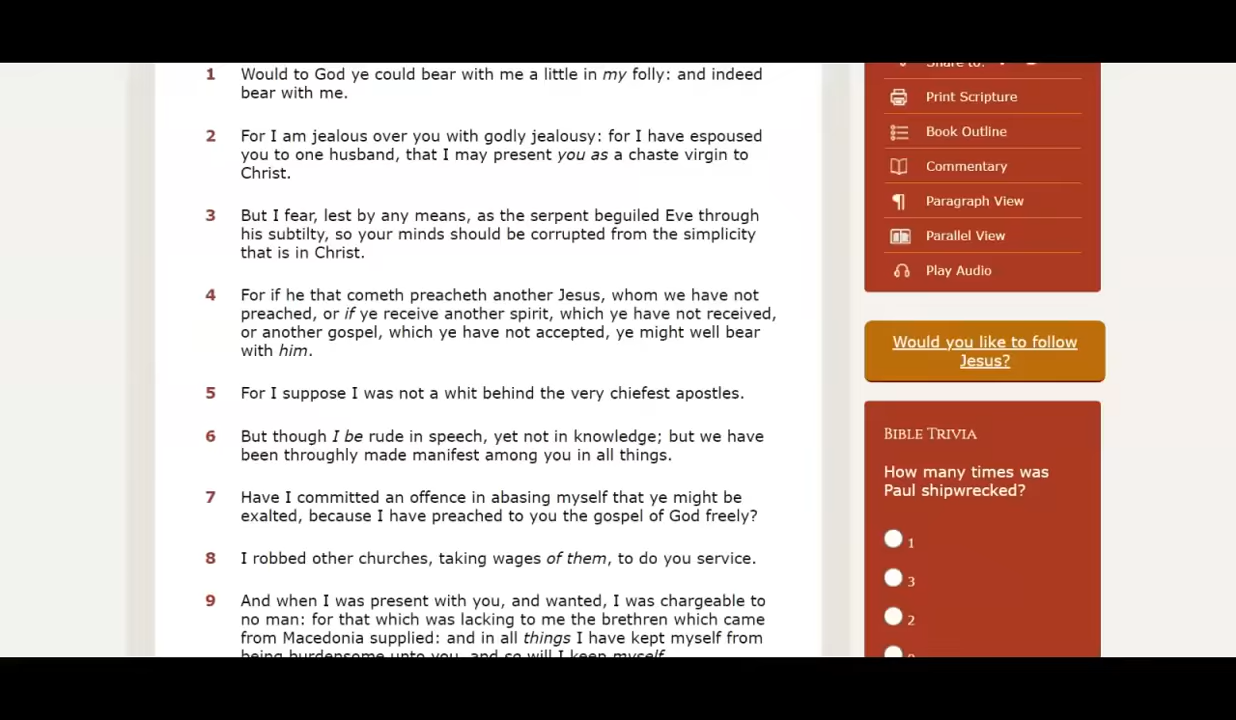 1 Would to God ye could bear with me a little in my folly: and indeed
bear with me.
2 For I am jealous over you with godly jealousy: for I have espoused
you to one husband, that I may present you as a chaste virgin to
Christ.
3 But I fear, lest by any means, as the serpent beguiled Eve through
his subtilty, so your minds should be corrupted from the simplicity
that is in Christ.
4 For if he that cometh preacheth another Jesus, whom we have not
preached, or if ye receive another spirit, which ye have not received,
or another gospel, which ye have not accepted, ye might well bear
with him.
5 For I suppose I was not a whit behind the very chiefest apostles.
6 But though I be rude in speech, yet not in knowledge; but we have
been throughly made manifest among you in all things.
7 Have I committed an offence in abasing myself that ye might be
exalted, because I have preached to you the gospel of God freely?
8 I robbed other churches, taking wages of them, to do you service.
9 And when I was present with you, and wanted, I was chargeable to
no man: for that which was lacking to me the brethren which came
from Macedonia supplied: and in all things I have kept myself from
being burdensome unto you, and so will I keep myself.
Share to:
Print Scripture
Book Outline
Commentary
Paragraph View
Parallel View
Play Audio
Would you like to follow
Jesus?
BIBLE TRIVIA
How many times was
Paul shipwrecked?
1
3
2